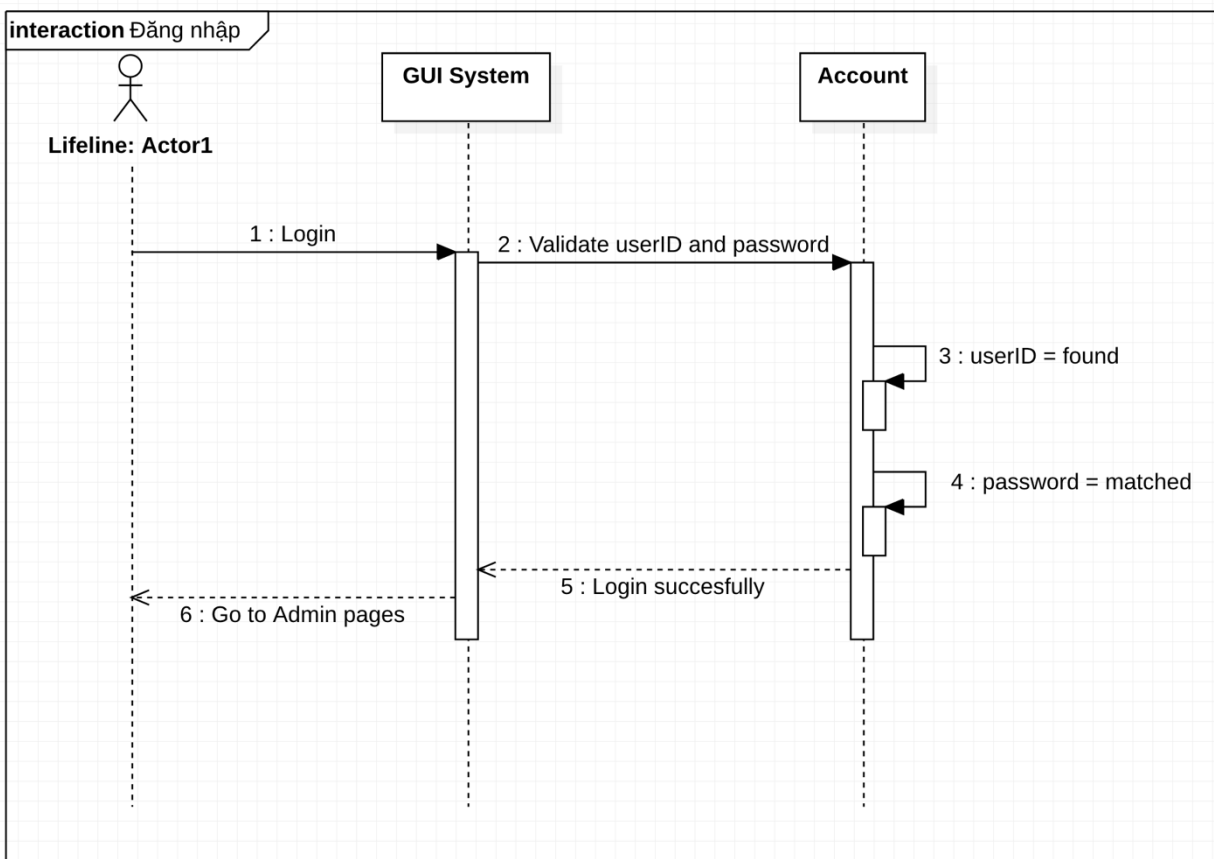 interaction Đăng nhập
GUI System
Account
Lifeline: Actor1
1 : Login
2 : Validate userID and password
3 : userID = found
4 : password = matched
5 : Login succesfully
6 : Go to Admin pages